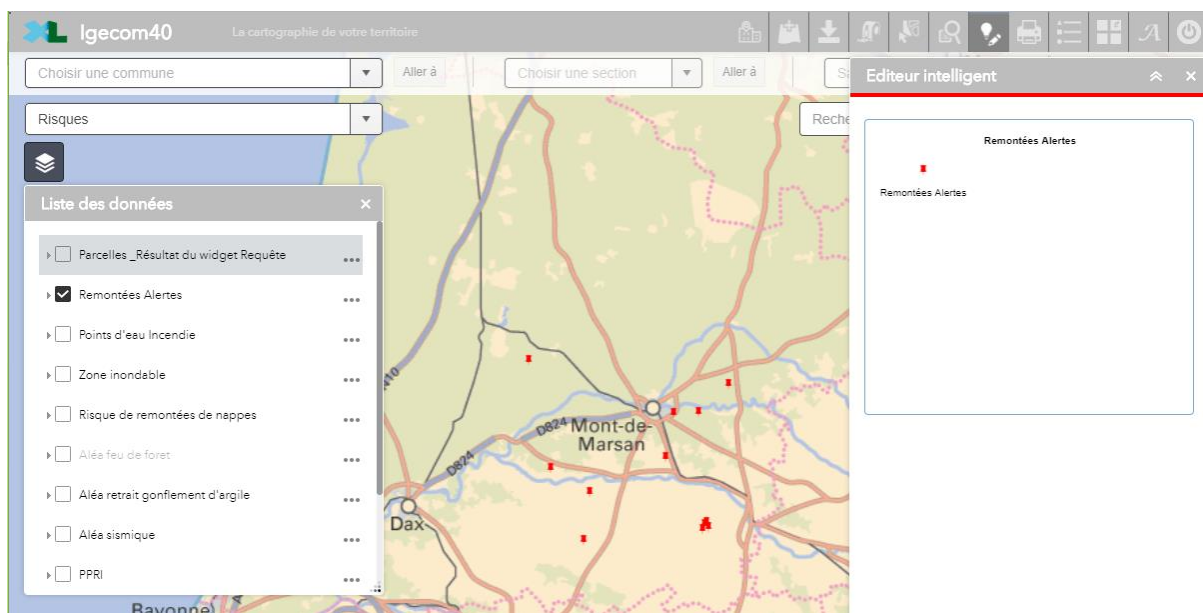 XL Igecom40
La cartographie de votre territoire
Choisir une commune
Aller à
Choisir une section
Aller à
Editeur intelligent
Risques
Reche
Remontées Alertes
Remontées Alertes
Liste des données
Parcelles _Résultat du widget Requête
Remontées Alertes
Points d'eau Incendie
Zone inondable
Risque de remontées de nappes
Aléa feu de foret
Aléa retrait gonflement d'argile
Aléa sismique
PPRI
N10
D824
Mont-de-
Marsan
D824
Dax
Bayonne